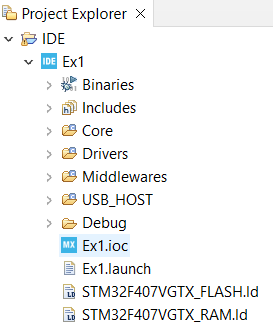 Project Explorer
IDE
IDE Ex1
Binaries
Includes
Core
Drivers
Middlewares
USB_HOST
Debug
MX Ex1.ioc
Ex1.launch
LD STM32F407VGTX_FLASH.ld
LD STM32F407VGTX_RAM.ld